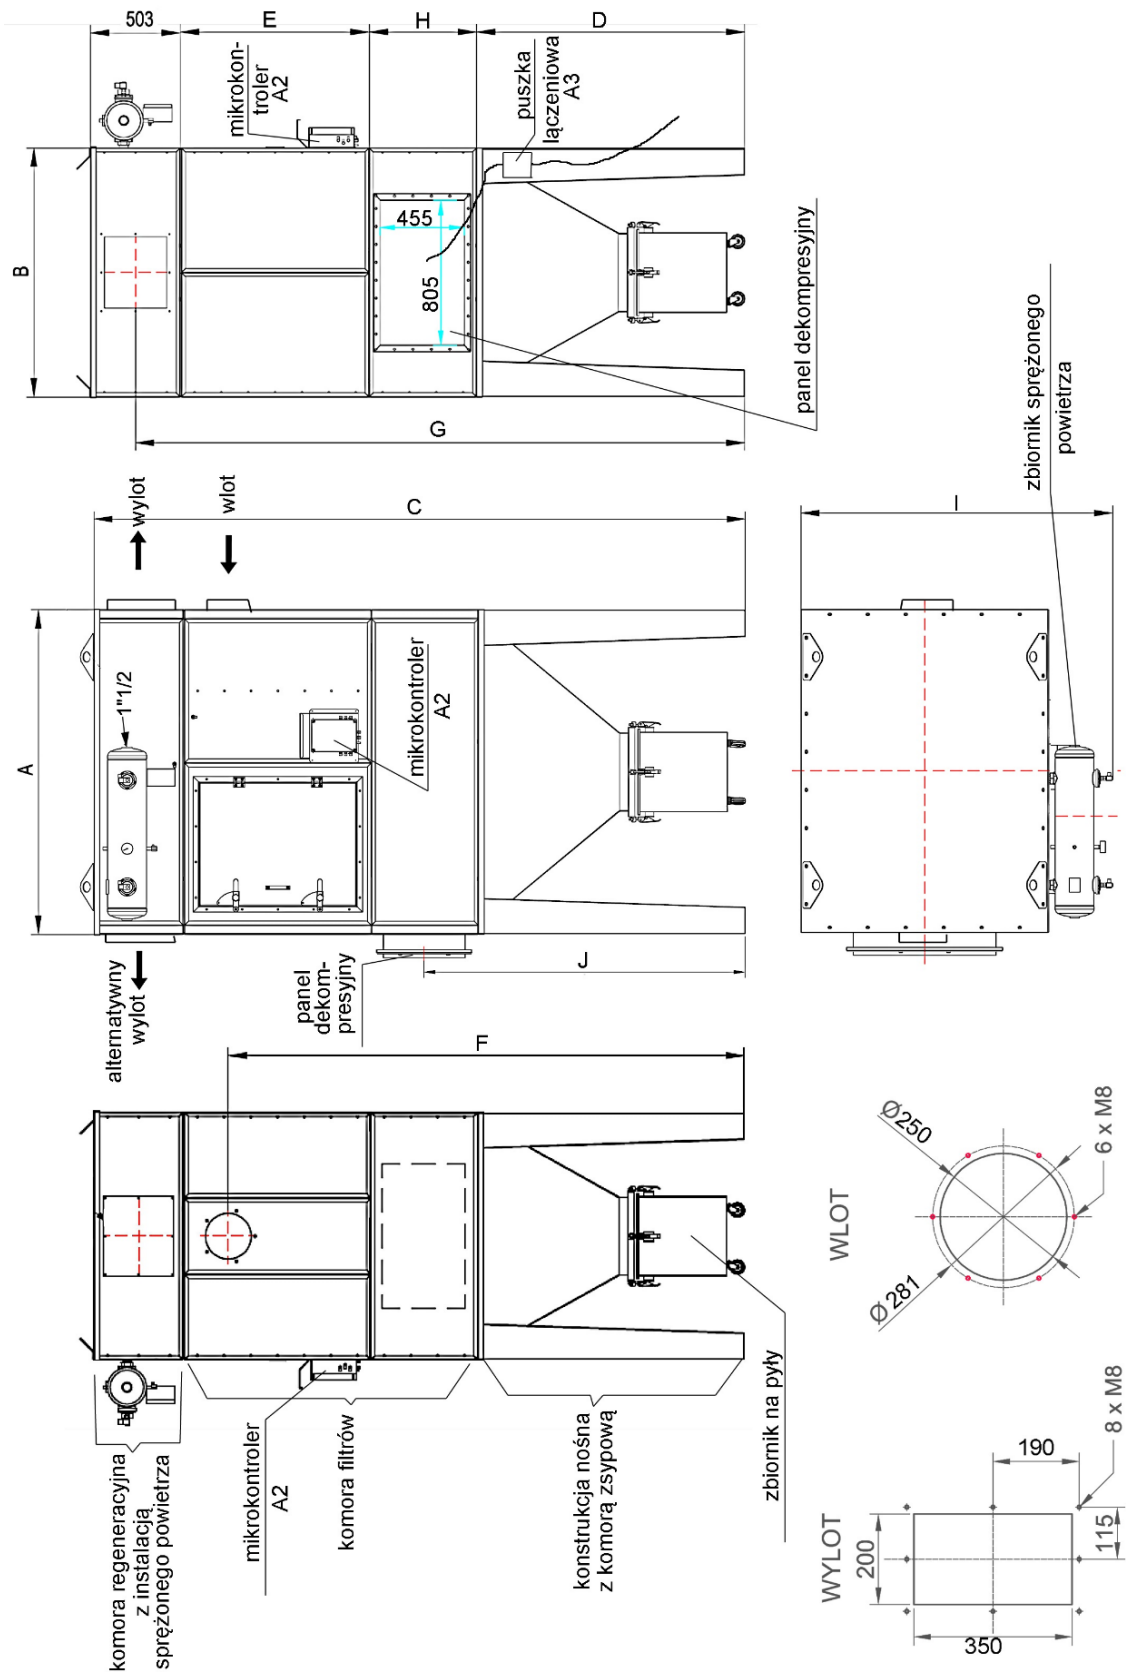 503
E
H
D
mikrokon-
troler
A2
puszka
łączeniowa
A3
B
455
805
panel dekompresyjny
G
wylot
wlot
C
A
1"1/2
mikrokontroler
A2
alternatywny
wylot
panel
dekom-
presyjny
J
I
zbiornik sprężonego
powietrza
F
komora regeneracyjna
z instalacją
sprężonego powietrza
mikrokontroler
A2
komora filtrów
konstrukcja nośna
z komorą zsypową
zbiornik na pyły
WLOT
Ø250
Ø 281
6 x M8
WYLOT
200
350
190
115
8 x M8